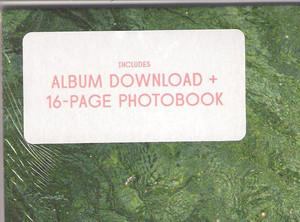 INCLUDES
ALBUM DOWNLOAD +
16-PAGE PHOTOBOOK